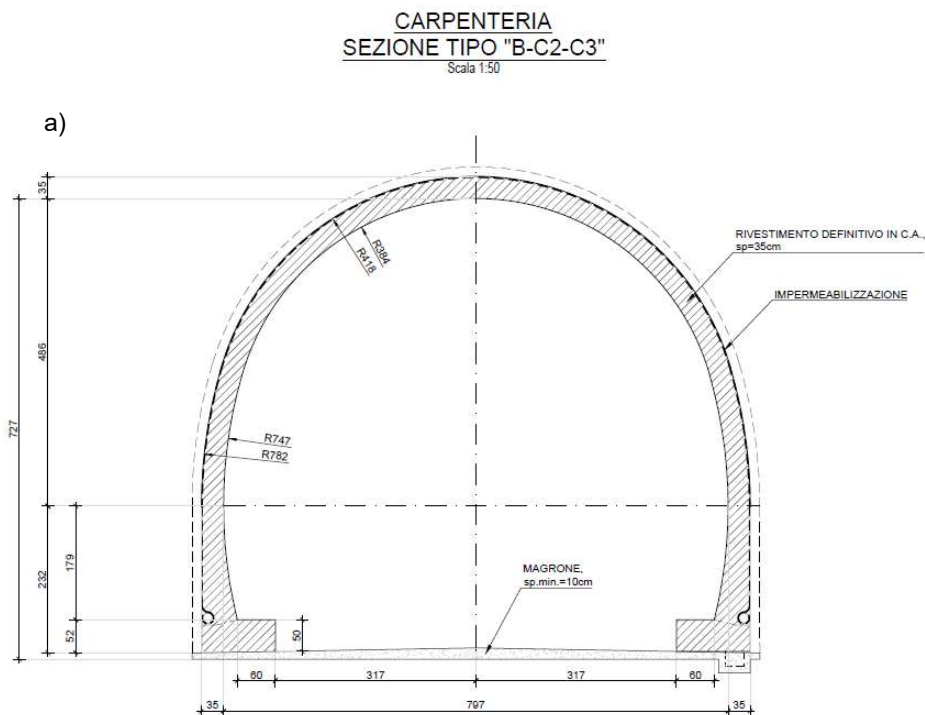 CARPENTERIA
SEZIONE TIPO "B-C2-C3"
Scala 1:50
a)
35
R384
R418
RIVESTIMENTO DEFINITIVO IN C.A.,
sp=35cm
IMPERMEABILIZZAZIONE
486
727
R747
R782
232
179
MAGRONE,
sp.min.=10cm
52
50
60
317
317
60
35
797
35